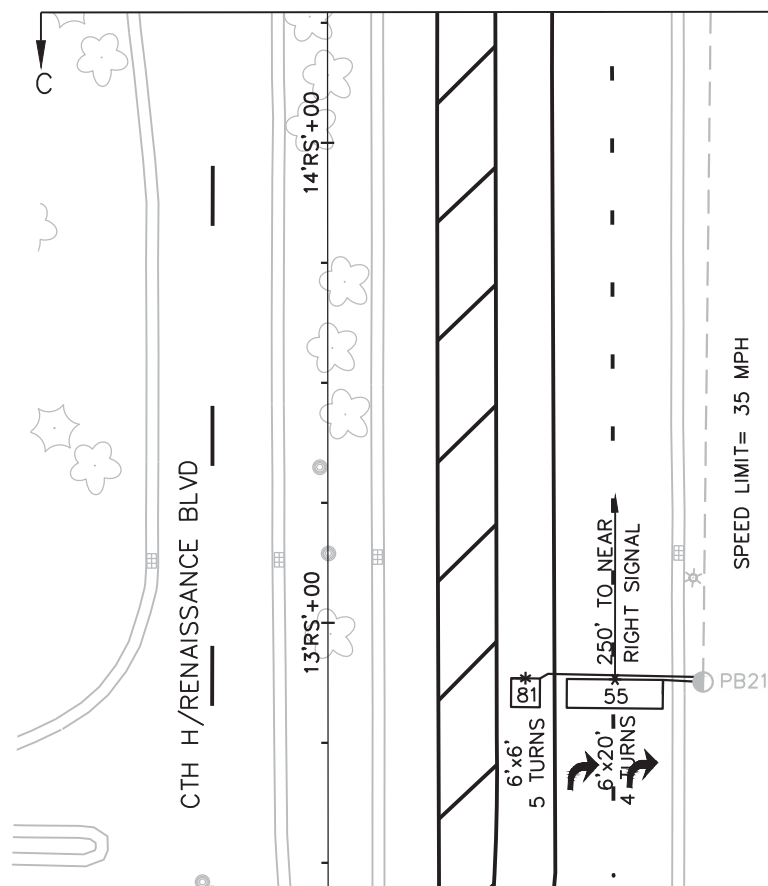 C
14'RS'+00
13'RS'+00
CTH H/RENAISSANCE BLVD
SPEED LIMIT= 35 MPH
250' TO NEAR
RIGHT SIGNAL
81
55
PB21
6'x6'
5 TURNS
6'x20'
4 TURNS